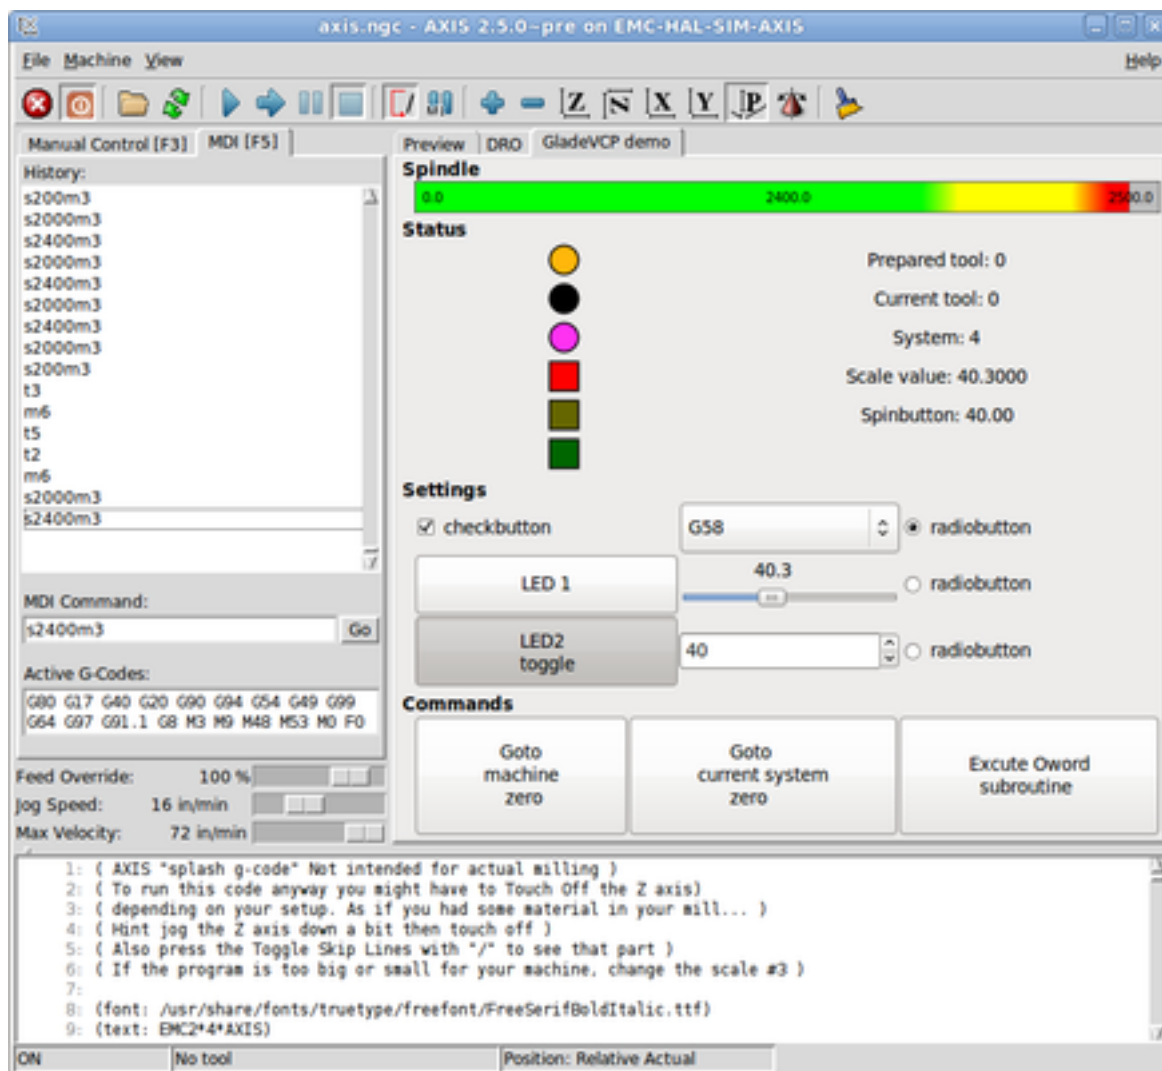 axis.ngc - AXIS 2.5.0~pre on EMC-HAL-SIM-AXIS
File Machine View Help
Z N X Y P
Manual Control [F3] MDI [F5]
History:
s200m3
s2000m3
s2400m3
s2000m3
s2400m3
s2000m3
s2400m3
s2000m3
s200m3
t3
m6
t5
t2
m6
s2000m3
s2400m3
MDI Command:
s2400m3 Go
Active G-Codes:
G80 G17 G40 G20 G90 G94 G54 G49 G99
G64 G97 G91.1 G8 M3 M9 M48 M53 M0 F0
Feed Override: 100 %
Jog Speed: 16 in/min
Max Velocity: 72 in/min
Preview DRO GladeVCP demo
Spindle
0.0 2400.0 2500.0
Status
Prepared tool: 0
Current tool: 0
System: 4
Scale value: 40.3000
Spinbutton: 40.00
Settings
checkbutton G58 radiobutton
LED 1 40.3 radiobutton
LED2
toggle
40 radiobutton
Commands
Goto
machine
zero
Goto
current system
zero
Excute Oword
subroutine
1: ( AXIS "splash g-code" Not intended for actual milling )
2: ( To run this code anyway you might have to Touch Off the Z axis)
3: ( depending on your setup. As if you had some material in your mill... )
4: ( Hint jog the Z axis down a bit then touch off )
5: ( Also press the Toggle Skip Lines with "/" to see that part )
6: ( If the program is too big or small for your machine, change the scale #3 )
7:
8: (font: /usr/share/fonts/truetype/freefont/FreeSerifBoldItalic.ttf)
9: (text: EMC2*4*AXIS)
ON No tool Position: Relative Actual